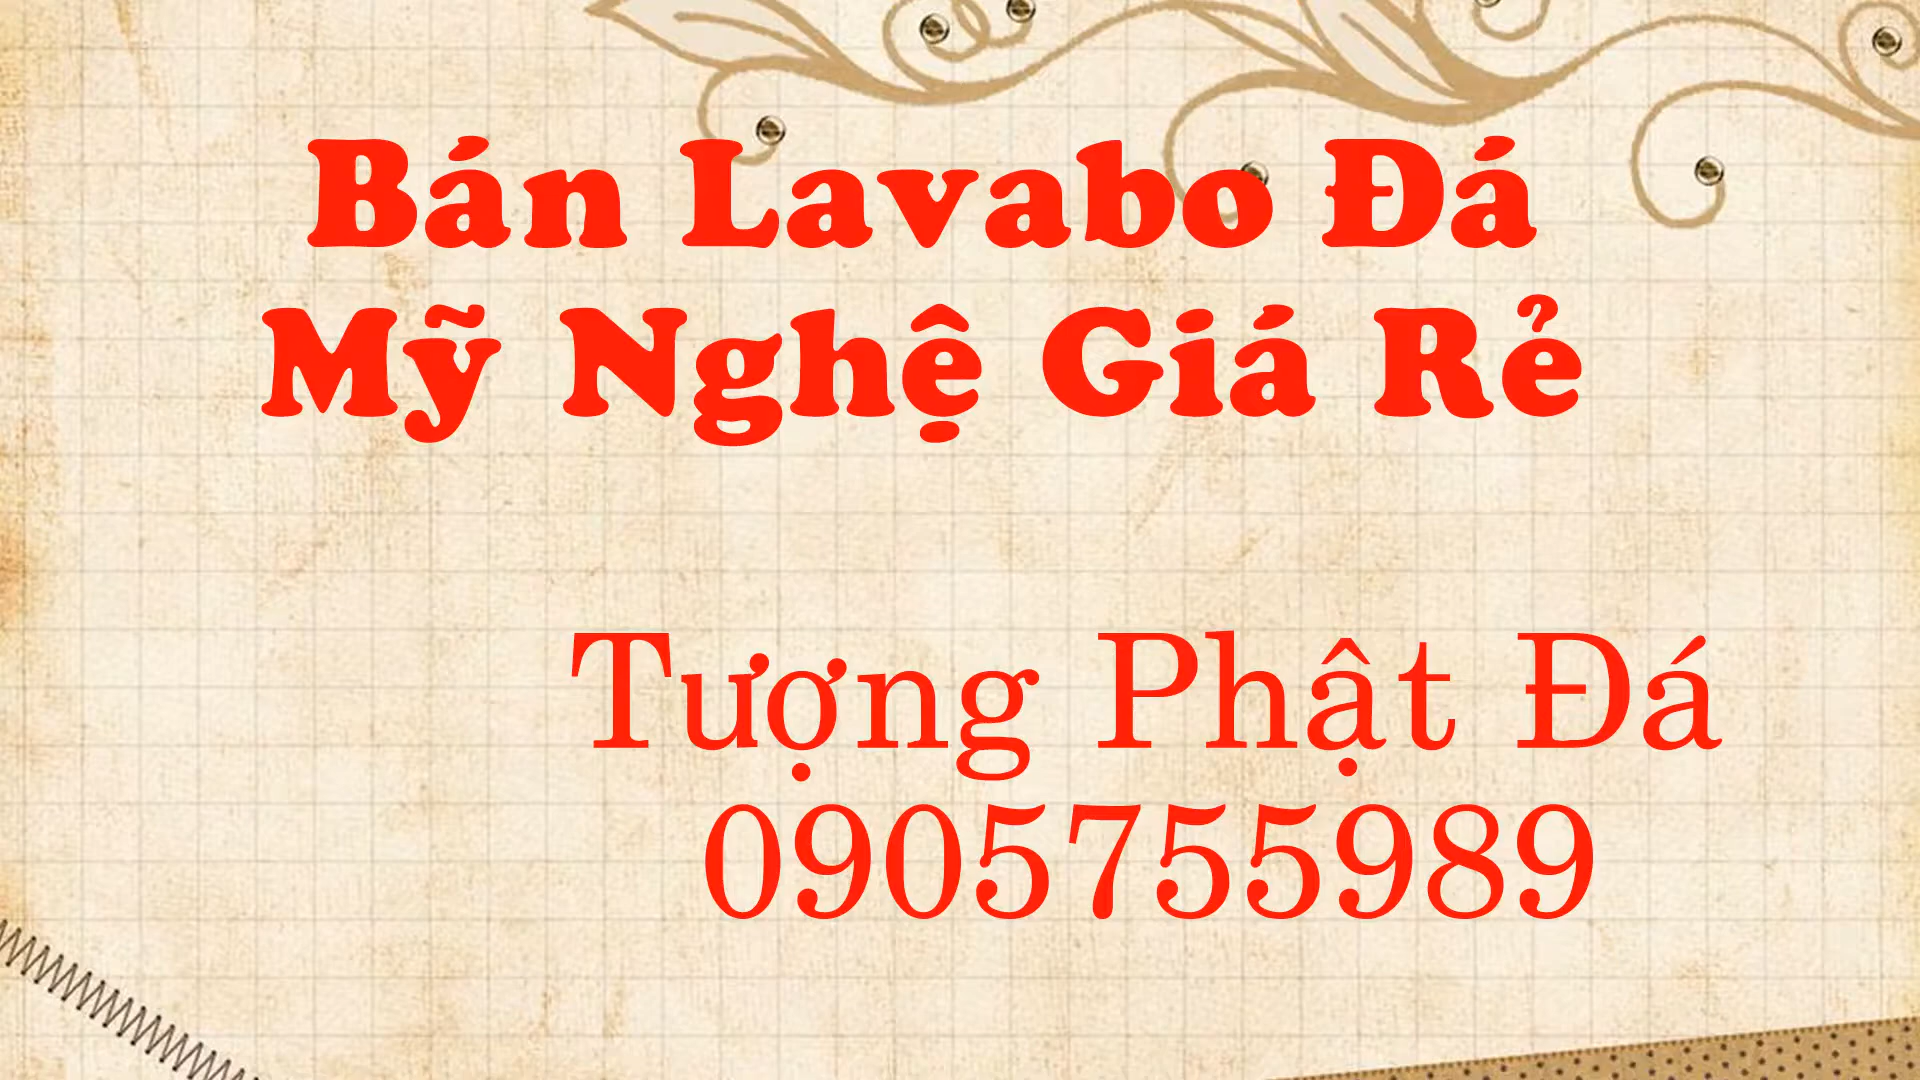 Bán Lavabo Đá
Mỹ Nghệ Giá Rẻ
Tượng Phật Đá
0905755989